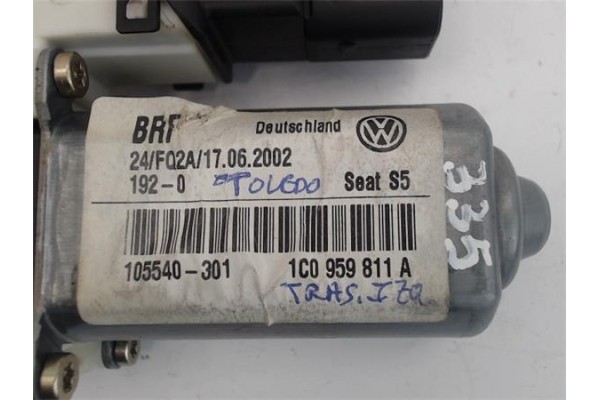 BRF Deutschland VW
24/FQ2A/17.06.2002
192-0 TOLEDO Seat S5
105540-301 1C0 959 811 A
TRAS. IZQ
335